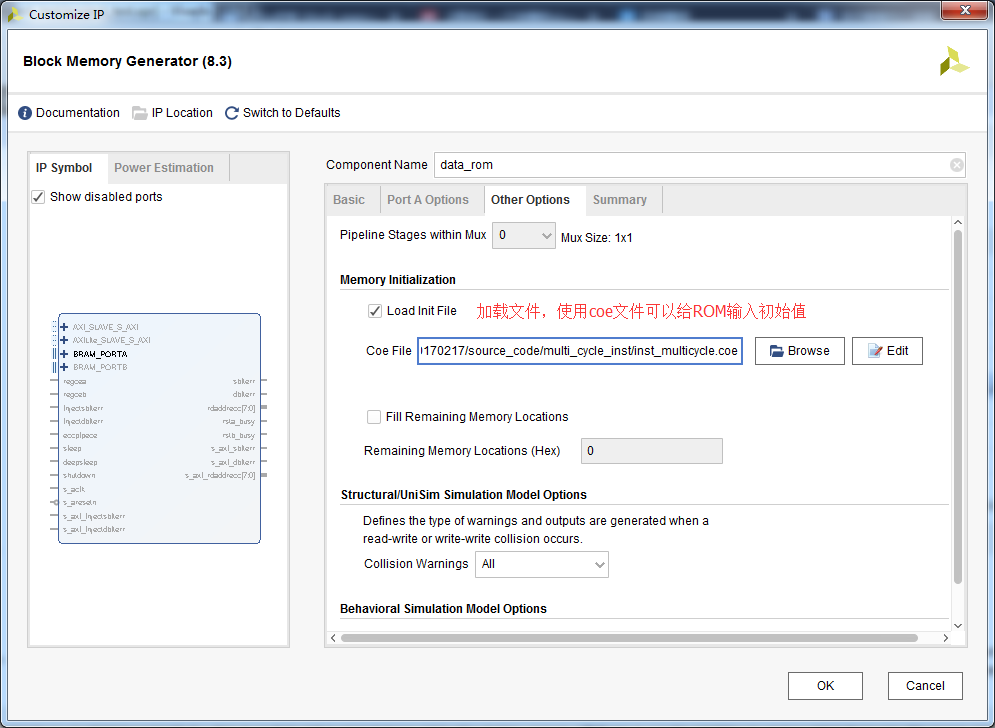 Customize IP
Block Memory Generator (8.3)
Documentation IP Location Switch to Defaults
IP Symbol Power Estimation
Show disabled ports
AXI_SLAVE_S_AXI
AXILite_SLAVE_S_AXI
BRAM_PORTA
BRAM_PORTB
regcea sbiterr
regceb dbiterr
injectsbiterr rdaddrecc[7:0]
injectdbiterr rsta_busy
eccpipece rstb_busy
sleep s_axi_sbiterr
deepsleep s_axi_dbiterr
shutdown s_axi_rdaddrecc[7:0]
s_aclk
s_aresetn
s_axi_injectsbiterr
s_axi_injectdbiterr
Component Name data_rom
Basic Port A Options Other Options Summary
Pipeline Stages within Mux 0 Mux Size: 1x1
Memory Initialization
Load Init File 加载文件，使用coe文件可以给ROM输入初始值
Coe File 170217/source_code/multi_cycle_inst/inst_multicycle.coe Browse Edit
Fill Remaining Memory Locations
Remaining Memory Locations (Hex) 0
Structural/UniSim Simulation Model Options
Defines the type of warnings and outputs are generated when a
read-write or write-write collision occurs.
Collision Warnings All
Behavioral Simulation Model Options
OK Cancel